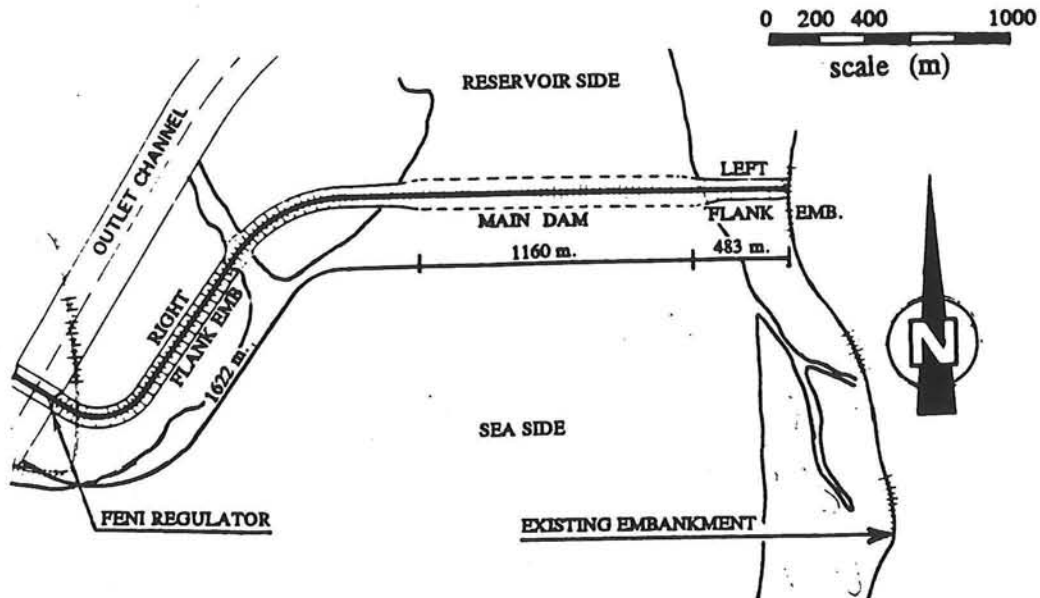 0 200 400 1000
scale (m)
RESERVOIR SIDE
OUTLET CHANNEL
LEFT
MAIN DAM
FLANK EMB.
1160 m.
483 m.
RIGHT
FLANK EMB
1622 m.
N
SEA SIDE
FENI REGULATOR
EXISTING EMBANKMENT